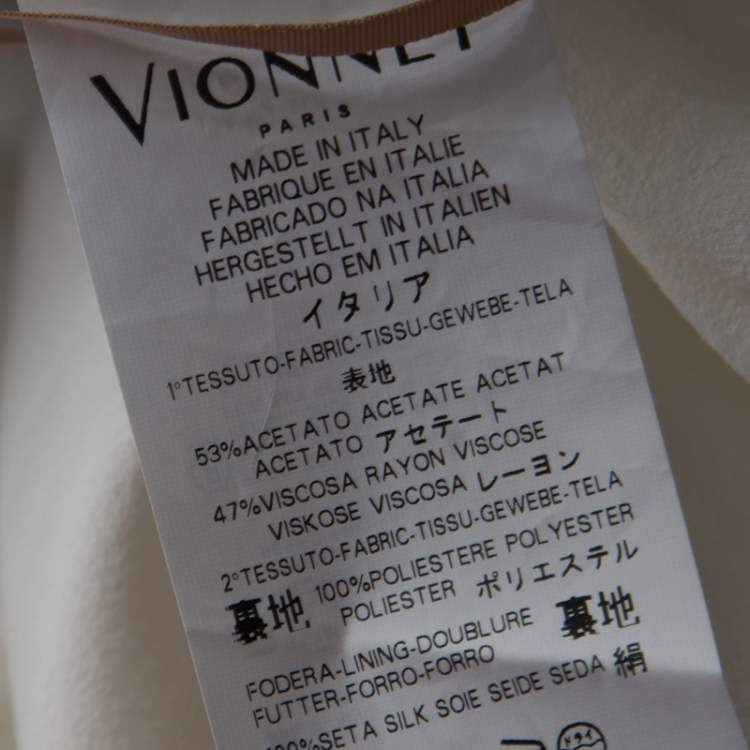 VIONNET
PARIS
MADE IN ITALY
FABRIQUE EN ITALIE
FABRICADO NA ITALIA
HERGESTELLT IN ITALIEN
HECHO EM ITALIA
イタリア
1°TESSUTO-FABRIC-TISSU-GEWEBE-TELA
表地
53%ACETATO ACETATE ACETAT
ACETATO アセテート
47%VISCOSA RAYON VISCOSE
VISKOSE VISCOSA レーヨン
2°TESSUTO-FABRIC-TISSU-GEWEBE-TELA
裏地 100%POLIESTERE POLYESTER
POLIESTER ポリエステル
FODERA-LINING-DOUBLURE 裏地
FUTTER-FORRO-FORRO
100%SETA SILK SOIE SEIDE SEDA 絹
ドライ